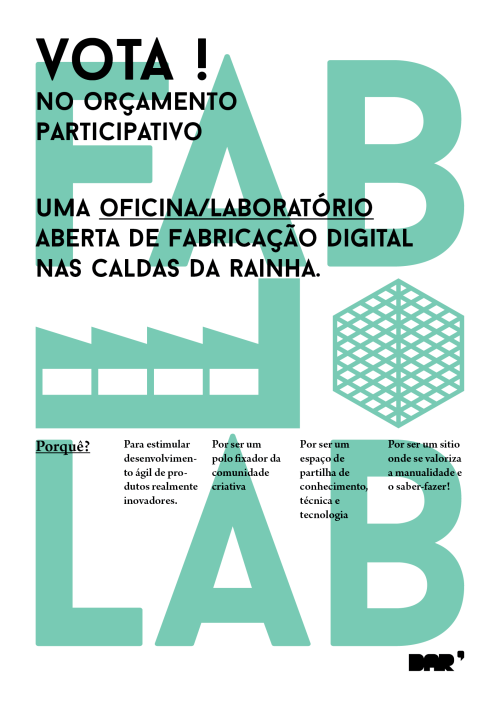 FAB
VOTA !
NO ORÇAMENTO
PARTICIPATIVO
UMA OFICINA/LABORATÓRIO
ABERTA DE FABRICAÇÃO DIGITAL
NAS CALDAS DA RAINHA.
LAB
Porquê?
Para estimular
desenvolvimen-
to ágil de pro-
dutos realmente
inovadores.
Por ser um
polo fixador da
comunidade
criativa
Por ser um
espaço de
partilha de
conhecimento,
técnica e
tecnologia
Por ser um sitio
onde se valoriza
a manualidade e
o saber-fazer!
DAR’